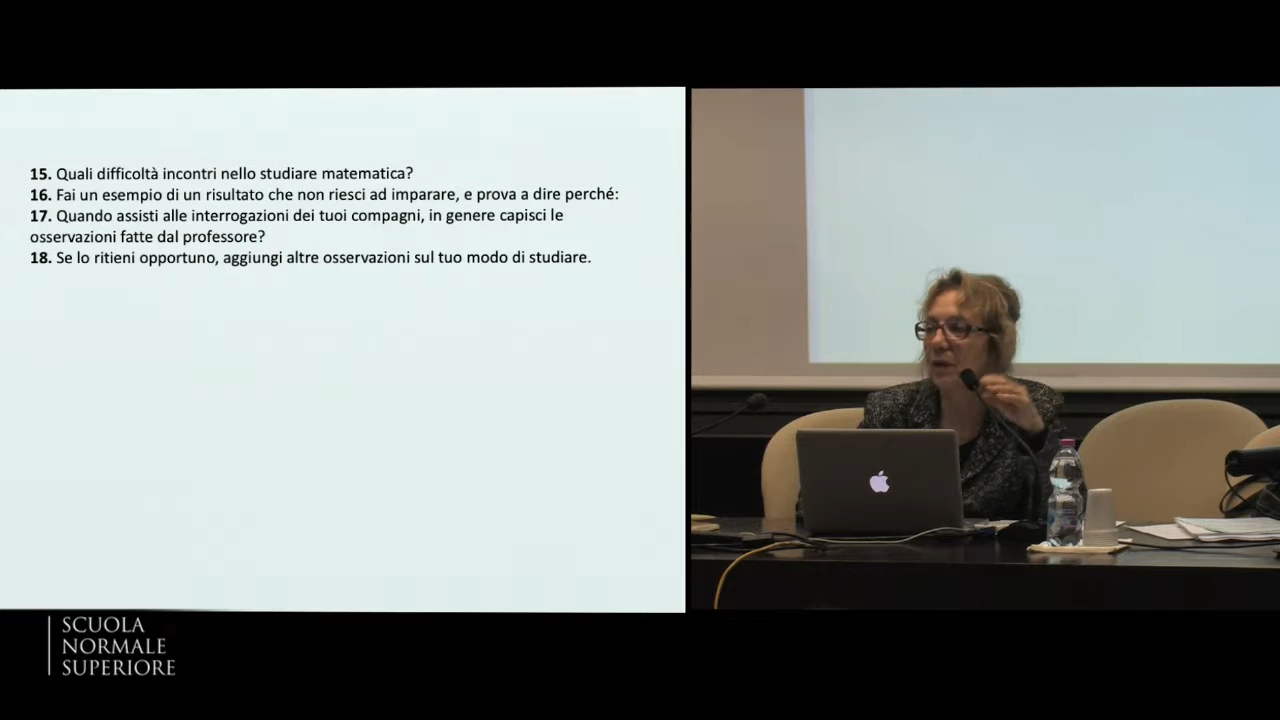 15. Quali difficoltà incontri nello studiare matematica?
16. Fai un esempio di un risultato che non riesci ad imparare, e prova a dire perché:
17. Quando assisti alle interrogazioni dei tuoi compagni, in genere capisci le
osservazioni fatte dal professore?
18. Se lo ritieni opportuno, aggiungi altre osservazioni sul tuo modo di studiare.
SCUOLA
NORMALE
SUPERIORE